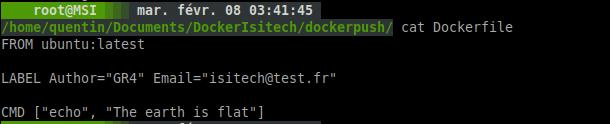 root@MSI mar. févr. 08 03:41:45
/home/quentin/Documents/DockerIsitech/dockerpush/ cat Dockerfile
FROM ubuntu:latest
LABEL Author="GR4" Email="isitech@test.fr"
CMD ["echo", "The earth is flat"]